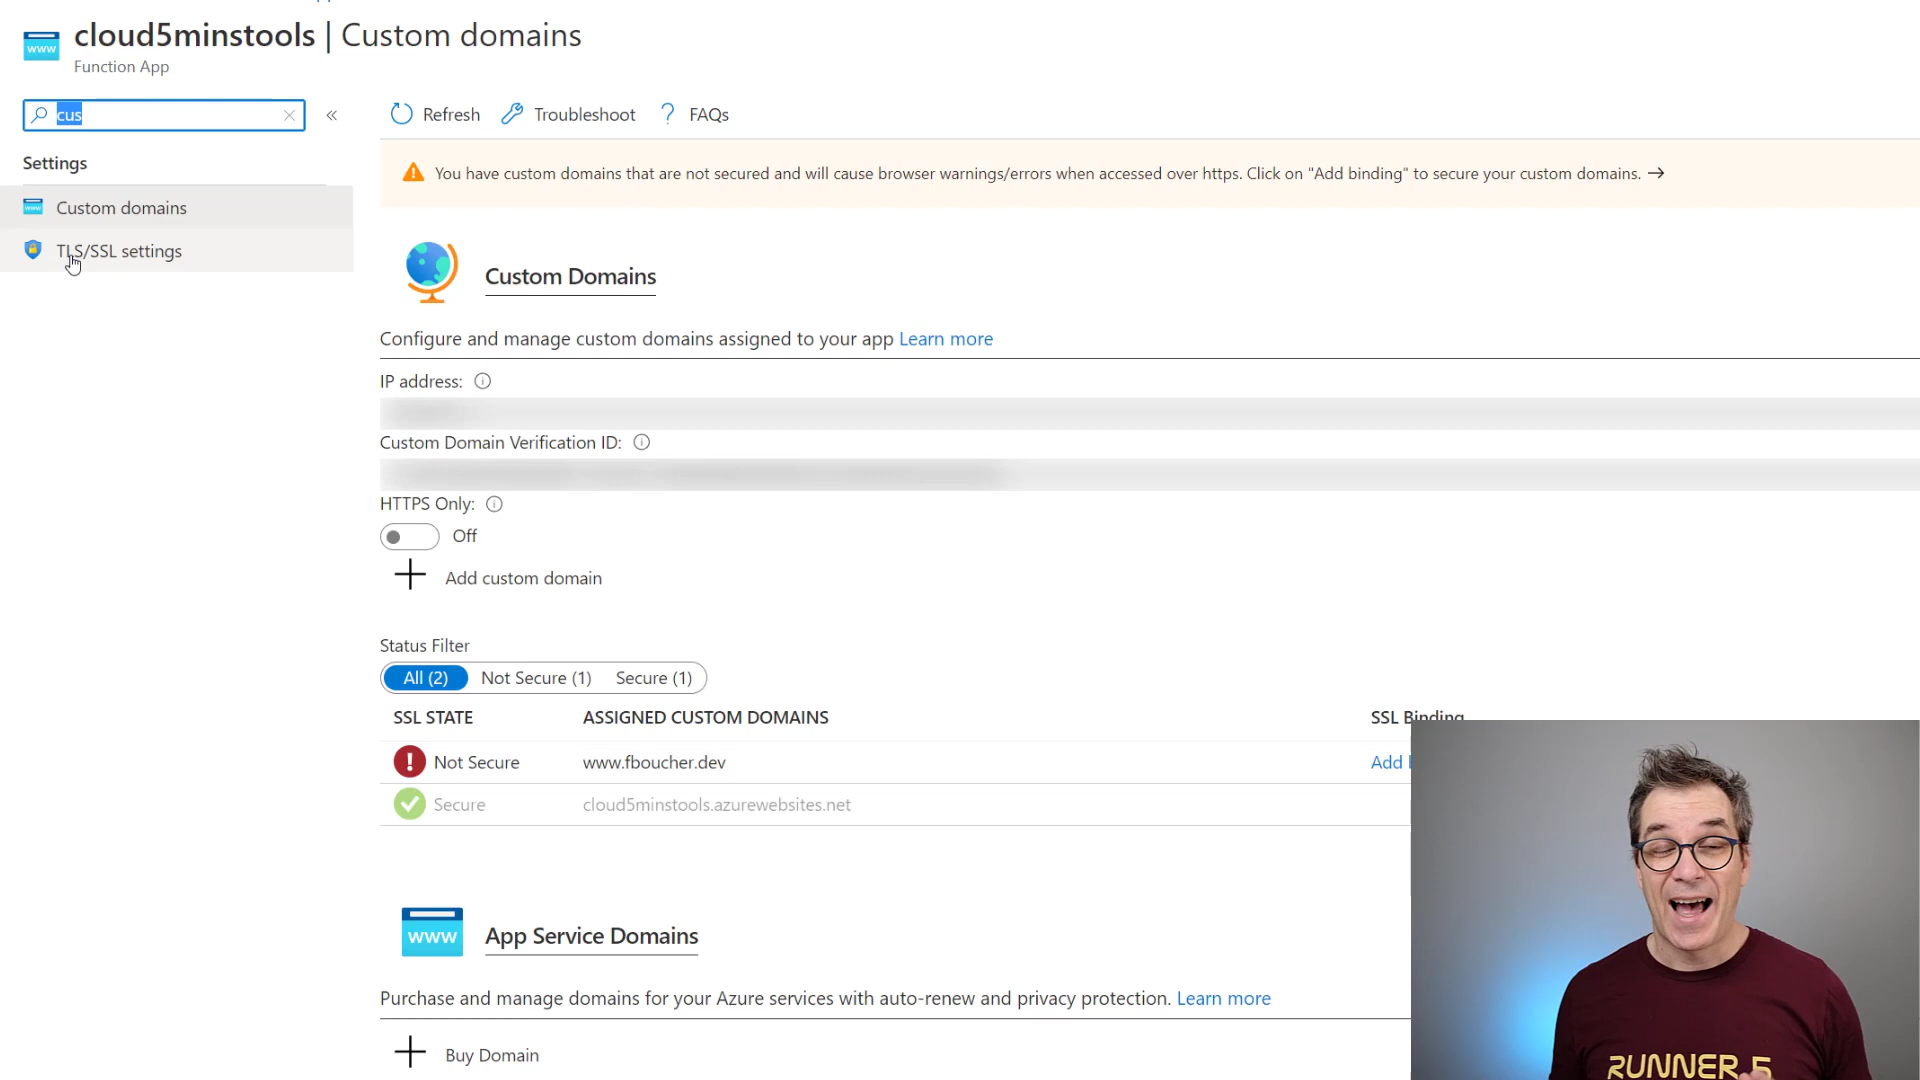 cloud5minstools | Custom domains
Function App
cus
«
Refresh
Troubleshoot
? FAQs
Settings
You have custom domains that are not secured and will cause browser warnings/errors when accessed over https. Click on "Add binding" to secure your custom domains. →
www
Custom domains
TLS/SSL settings
Custom Domains
Configure and manage custom domains assigned to your app Learn more
IP address:
Custom Domain Verification ID:
HTTPS Only:
Off
Add custom domain
Status Filter
All (2) Not Secure (1) Secure (1)
SSL STATE ASSIGNED CUSTOM DOMAINS SSL Binding
Not Secure www.fboucher.dev Add
Secure cloud5minstools.azurewebsites.net
www
App Service Domains
Purchase and manage domains for your Azure services with auto-renew and privacy protection. Learn more
Buy Domain
RUNNER 5